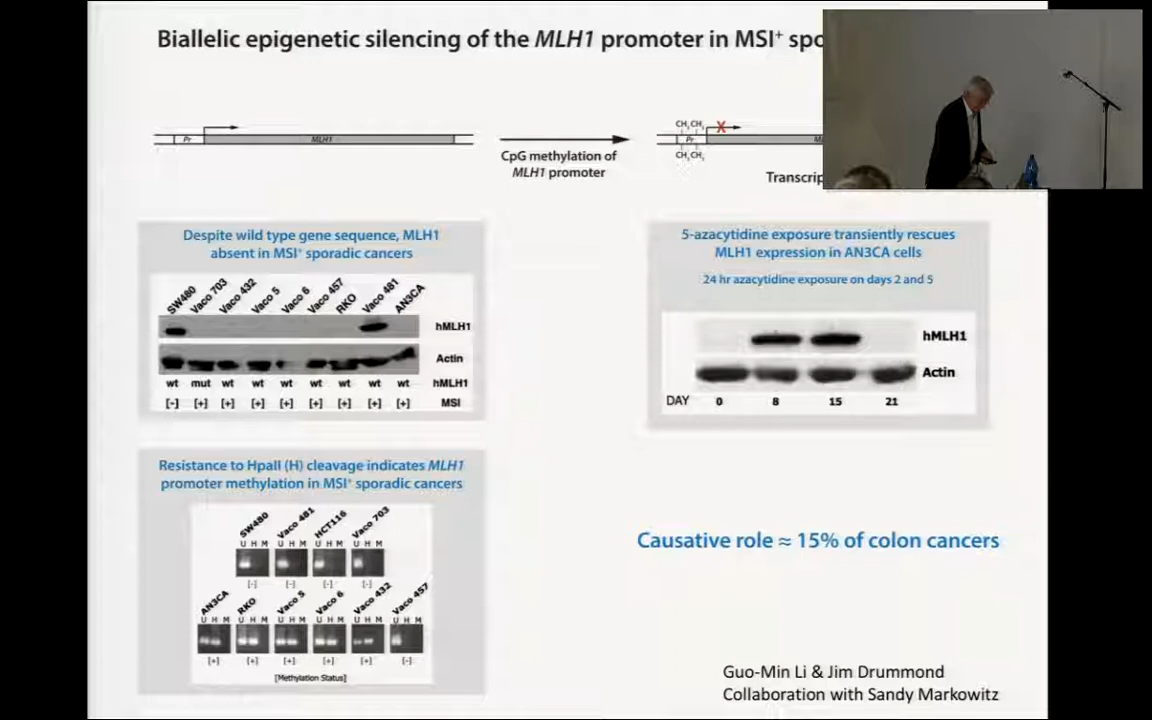 Biallelic epigenetic silencing of the MLH1 promoter in MSI⁺ spo
Pr
MLH1
CpG methylation of
MLH1 promoter
CH₃ CH₃
X
Pr
CH₃ CH₃
Transcrip
Despite wild type gene sequence, MLH1
absent in MSI⁺ sporadic cancers
SW480 Vaco 703 Vaco 432 Vaco 5 Vaco 6 Vaco 457 RKO Vaco 481 AN3CA
hMLH1
Actin
wt mut wt wt wt wt wt wt wt hMLH1
[-] [+] [+] [+] [+] [+] [+] [+] [+] MSI
5-azacytidine exposure transiently rescues
MLH1 expression in AN3CA cells
24 hr azacytidine exposure on days 2 and 5
hMLH1
Actin
DAY 0 8 15 21
Resistance to HpaII (H) cleavage indicates MLH1
promoter methylation in MSI⁺ sporadic cancers
SW480 Vaco 481 HCT116 Vaco 703
U H M U H M U H M U H M
[-] [-] [-] [-]
AN3CA RKO Vaco 5 Vaco 6 Vaco 432 Vaco 457
U H M U H M U H M U H M U H M U H M
[+] [+] [+] [+] [+] [-]
[Methylation Status]
Causative role ≈ 15% of colon cancers
Guo-Min Li & Jim Drummond
Collaboration with Sandy Markowitz